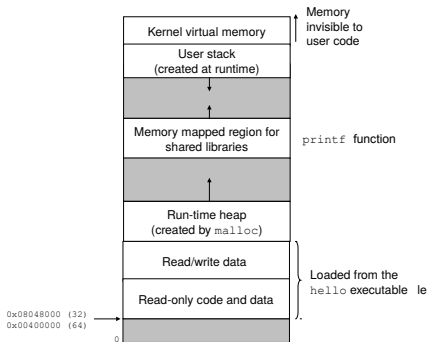 Memory
invisible to
user code
Kernel virtual memory
User stack
(created at runtime)
Memory mapped region for
shared libraries
printf function
Run-time heap
(created by malloc)
Read/write data
Loaded from the
hello executable le
Read-only code and data
0x08048000 (32)
0x00400000 (64)
0